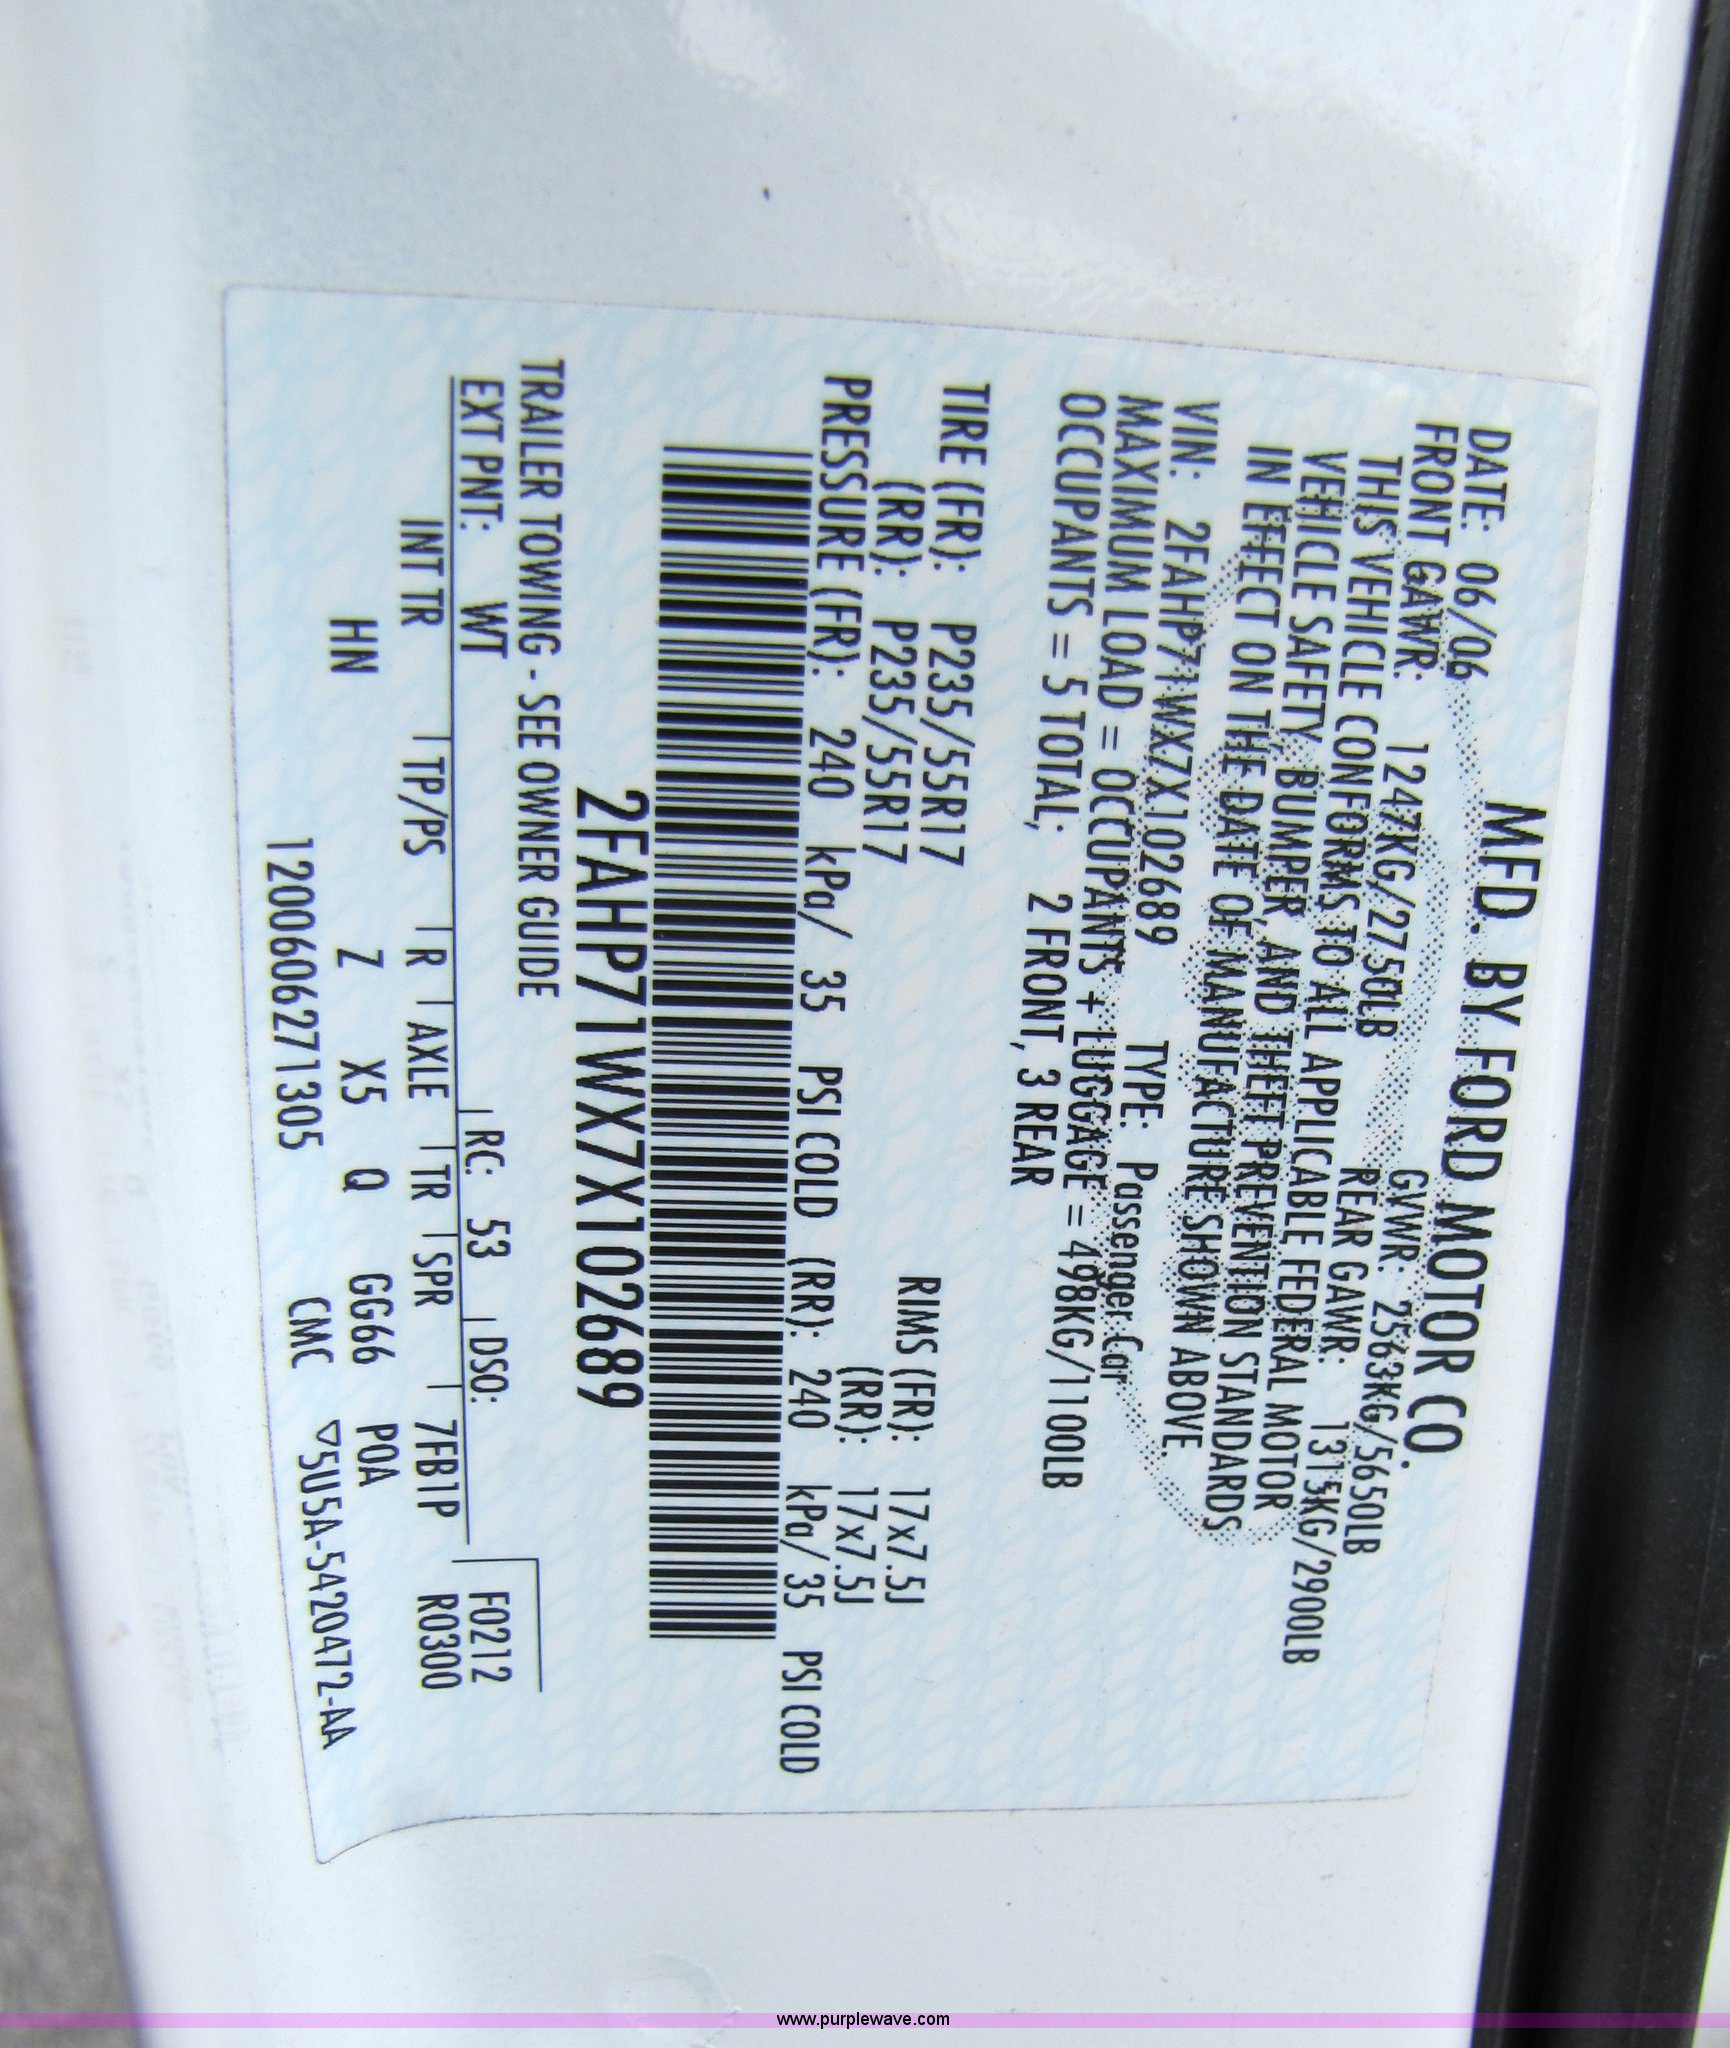 MFD. BY FORD MOTOR CO.
DATE: 06/06 GVWR: 2563KG/5650LB
FRONT GAWR: 1247KG/2750LB REAR GAWR: 1315KG/2900LB
THIS VEHICLE CONFORMS TO ALL APPLICABLE FEDERAL MOTOR
VEHICLE SAFETY, BUMPER, AND THEFT PREVENTION STANDARDS
IN EFFECT ON THE DATE OF MANUFACTURE SHOWN ABOVE.
VIN: 2FAHP71WX7X102689 TYPE: Passenger Car
MAXIMUM LOAD = OCCUPANTS + LUGGAGE = 498KG/1100LB
OCCUPANTS = 5 TOTAL; 2 FRONT, 3 REAR
TIRE (FR): P235/55R17 RIMS (FR): 17x7.5J
(RR): P235/55R17 (RR): 17x7.5J
PRESSURE (FR): 240 kPa/ 35 PSI COLD (RR): 240 kPa/ 35 PSI COLD
2FAHP71WX7X102689
TRAILER TOWING - SEE OWNER GUIDE
EXT PNT: WT RC: 53 DSO: F0212
INT TR TP/PS R AXLE TR SPR 7FB1P R0300
HN Z X5 Q GG66 POA
1200606271305 CMC ▽5U5A-5420472-AA
www.purplewave.com